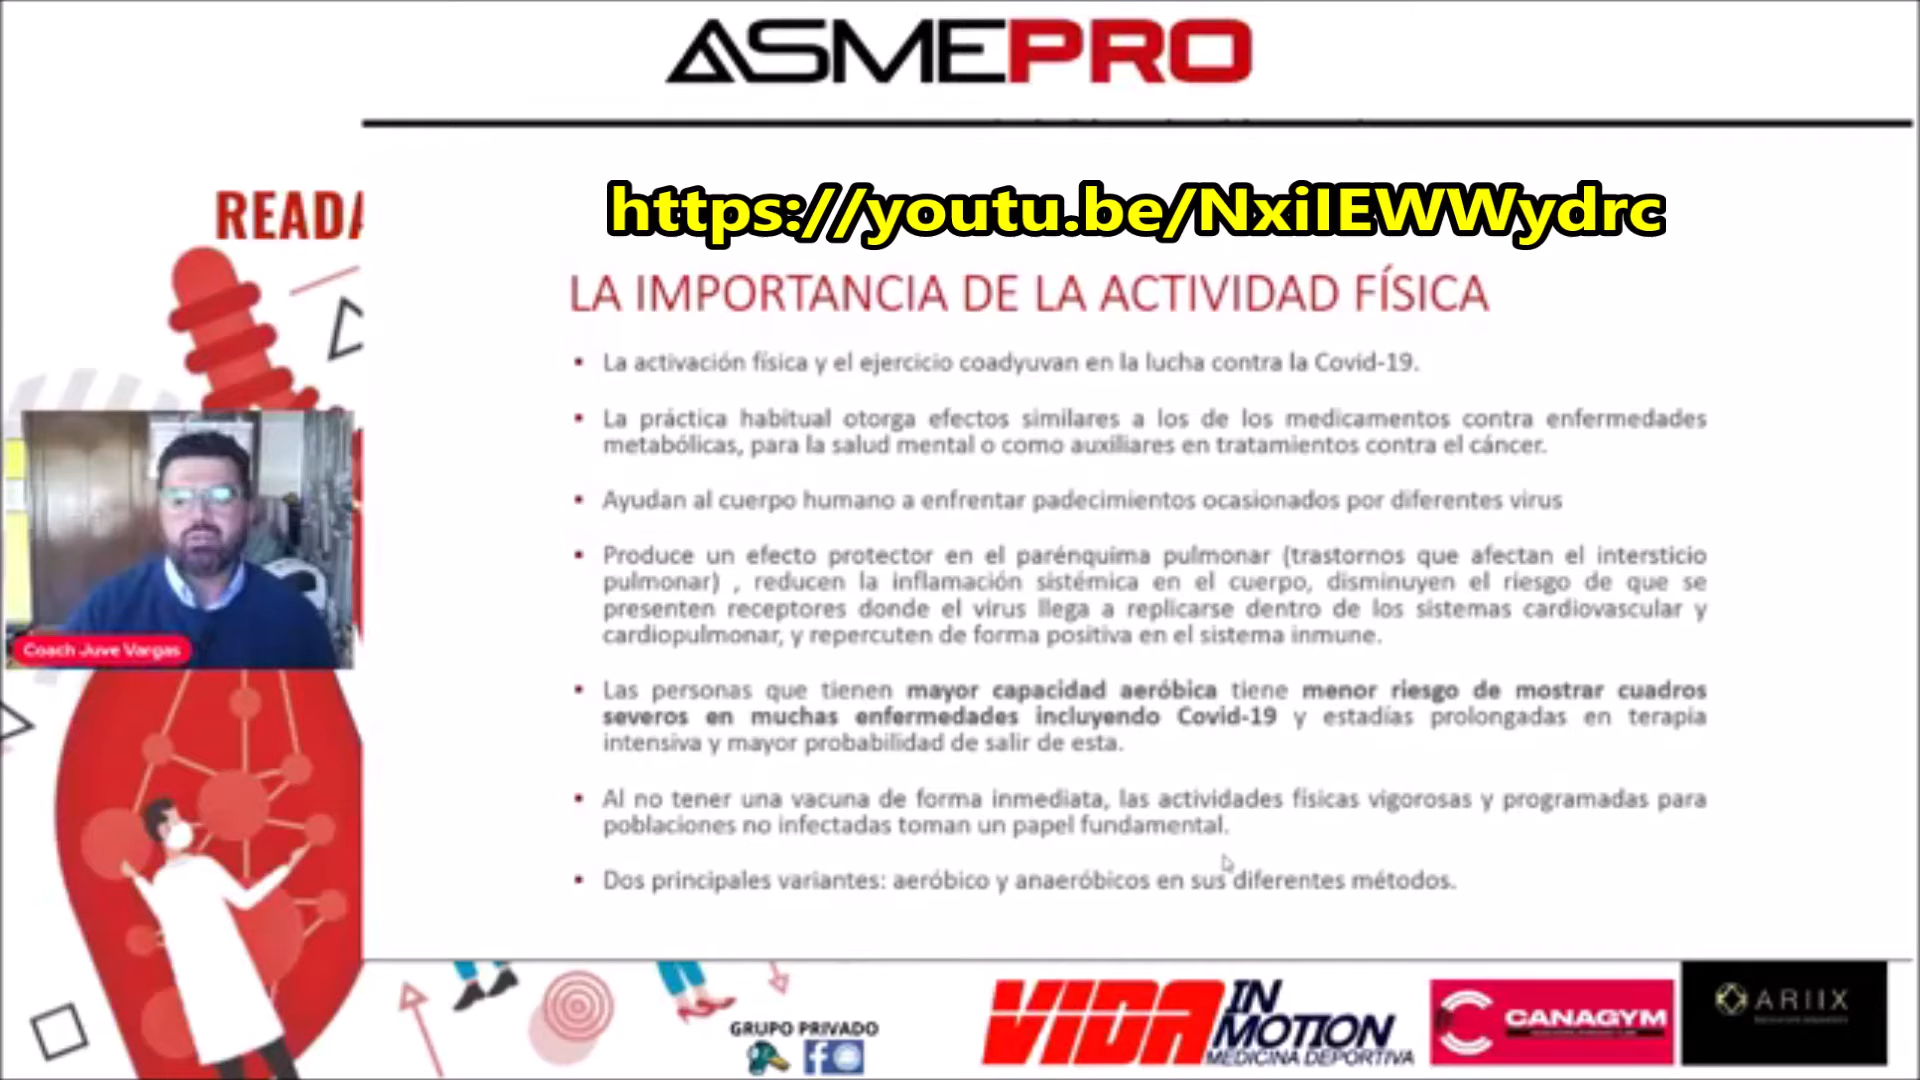 ASMEPRO
READA
https://youtu.be/NxiIEWWydrc
LA IMPORTANCIA DE LA ACTIVIDAD FÍSICA
▪ La activación física y el ejercicio coadyuvan en la lucha contra la Covid-19.
▪ La práctica habitual otorga efectos similares a los de los medicamentos contra enfermedades
metabólicas, para la salud mental o como auxiliares en tratamientos contra el cáncer.
▪ Ayudan al cuerpo humano a enfrentar padecimientos ocasionados por diferentes virus
▪ Produce un efecto protector en el parénquima pulmonar (trastornos que afectan el intersticio
pulmonar) , reducen la inflamación sistémica en el cuerpo, disminuyen el riesgo de que se
presenten receptores donde el virus llega a replicarse dentro de los sistemas cardiovascular y
cardiopulmonar, y repercuten de forma positiva en el sistema inmune.
▪ Las personas que tienen mayor capacidad aeróbica tiene menor riesgo de mostrar cuadros
severos en muchas enfermedades incluyendo Covid-19 y estadías prolongadas en terapia
intensiva y mayor probabilidad de salir de esta.
▪ Al no tener una vacuna de forma inmediata, las actividades físicas vigorosas y programadas para
poblaciones no infectadas toman un papel fundamental.
▪ Dos principales variantes: aeróbico y anaeróbicos en sus diferentes métodos.
Coach Juve Vargas
GRUPO PRIVADO
VIDA IN
MOTION
MEDICINA DEPORTIVA
CANAGYM
ARIIX